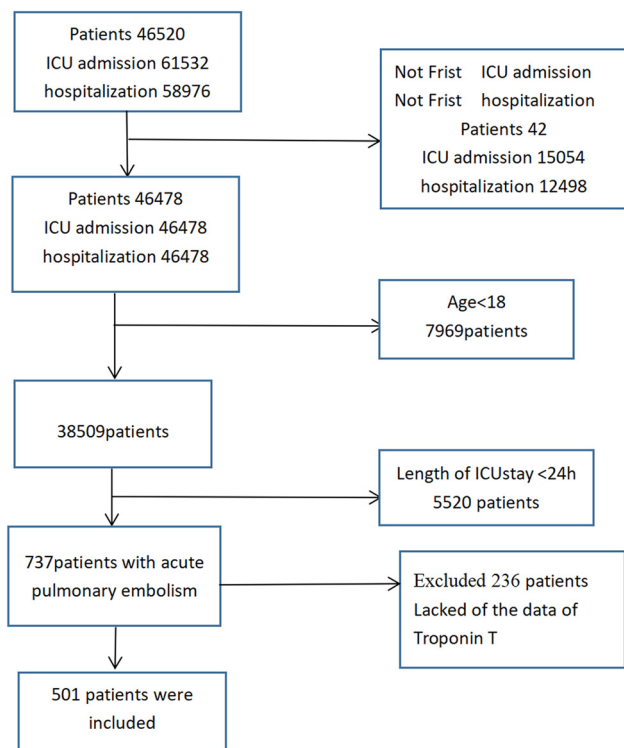 Patients 46520
ICU admission 61532
hospitalization 58976
Not Frist ICU admission
Not Frist hospitalization
Patients 42
ICU admission 15054
hospitalization 12498
Patients 46478
ICU admission 46478
hospitalization 46478
Age<18
7969patients
38509patients
Length of ICUstay <24h
5520 patients
737patients with acute
pulmonary embolism
Excluded 236 patients
Lacked of the data of
Troponin T
501 patients were
included